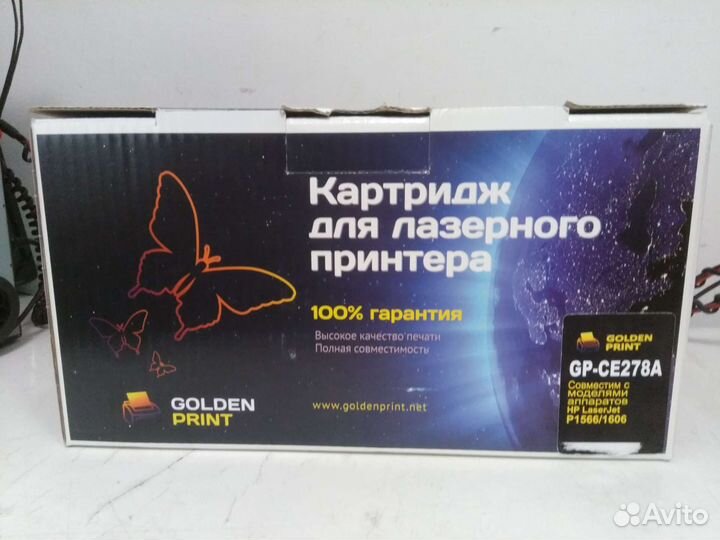 Картридж
для лазерного
принтера
100% гарантия
Высокое качество печати
Полная совместимость
GOLDEN
PRINT
www.goldenprint.net
GOLDEN
PRINT
GP-CE278A
Совместим с
моделями
аппаратов
HP LaserJet
P1566/1606
Avito